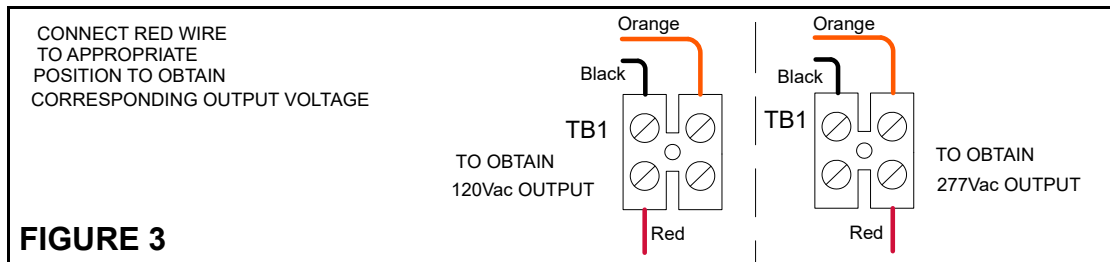 CONNECT RED WIRE
TO APPROPRIATE
POSITION TO OBTAIN
CORRESPONDING OUTPUT VOLTAGE
FIGURE 3
Orange
Black
TB1
TO OBTAIN
120Vac OUTPUT
Red
Orange
Black
TB1
TO OBTAIN
277Vac OUTPUT
Red